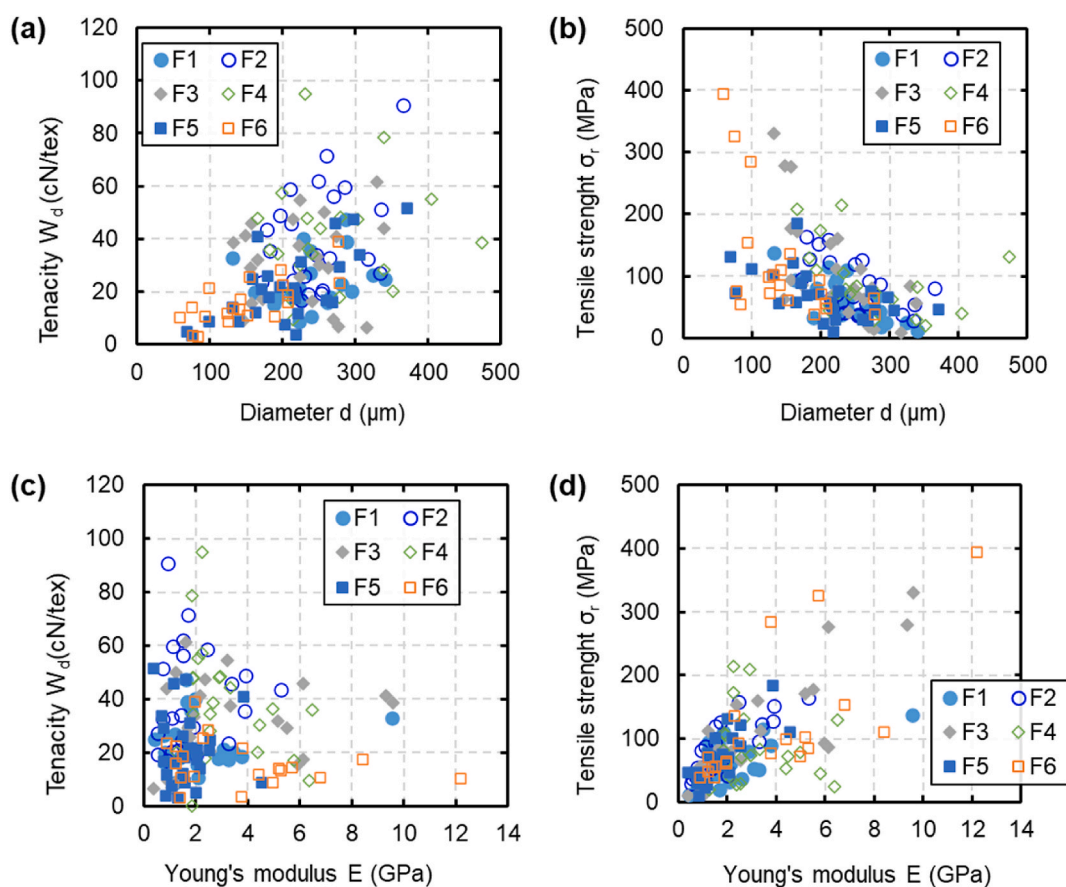 (a)
Tenacity W_d (cN/tex)
120
100
80
60
40
20
0
F1 F2
F3 F4
F5 F6
0 100 200 300 400 500
Diameter d (µm)
(b)
Tensile strenght σ_r (MPa)
500
400
300
200
100
0
F1 F2
F3 F4
F5 F6
0 100 200 300 400 500
Diameter d (µm)
(c)
Tenacity W_d(cN/tex)
120
100
80
60
40
20
0
F1 F2
F3 F4
F5 F6
0 2 4 6 8 10 12 14
Young's modulus E (GPa)
(d)
Tensile strenght σ_r (MPa)
500
400
300
200
100
0
F1 F2
F3 F4
F5 F6
0 2 4 6 8 10 12 14
Young's modulus E (GPa)